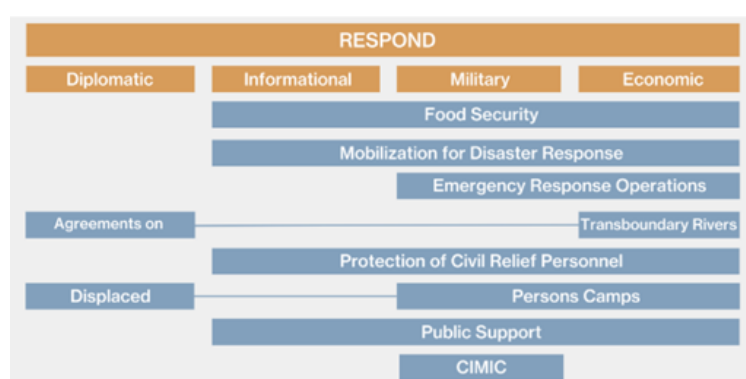 RESPOND
Diplomatic Informational Military Economic
Food Security
Mobilization for Disaster Response
Emergency Response Operations
Agreements on Transboundary Rivers
Protection of Civil Relief Personnel
Displaced Persons Camps
Public Support
CIMIC